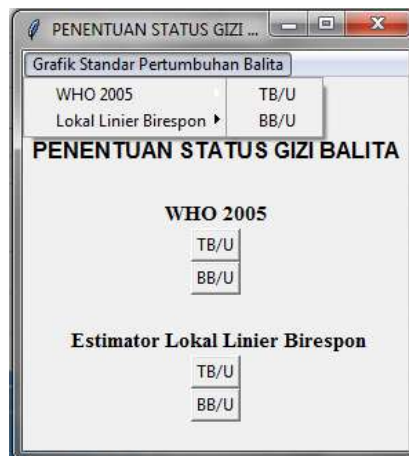 PENENTUAN STATUS GIZI ...
Grafik Standar Pertumbuhan Balita
WHO 2005 TB/U
Lokal Linier Birespon BB/U
PENENTUAN STATUS GIZI BALITA
WHO 2005
TB/U
BB/U
Estimator Lokal Linier Birespon
TB/U
BB/U